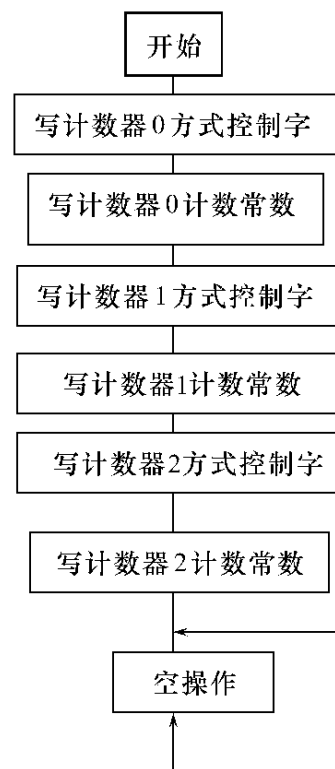 开始
写计数器0方式控制字
写计数器0计数常数
写计数器1方式控制字
写计数器1计数常数
写计数器2方式控制字
写计数器2计数常数
空操作